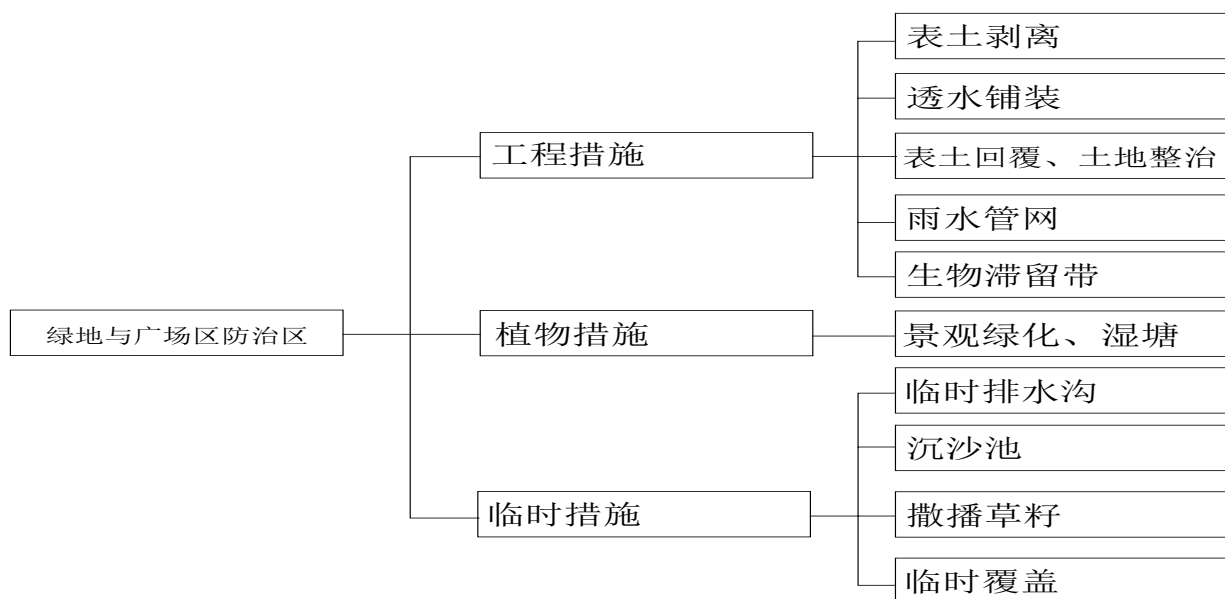 绿地与广场区防治区
工程措施
表土剥离
透水铺装
表土回覆、土地整治
雨水管网
生物滞留带
植物措施
景观绿化、湿塘
临时措施
临时排水沟
沉沙池
撒播草籽
临时覆盖